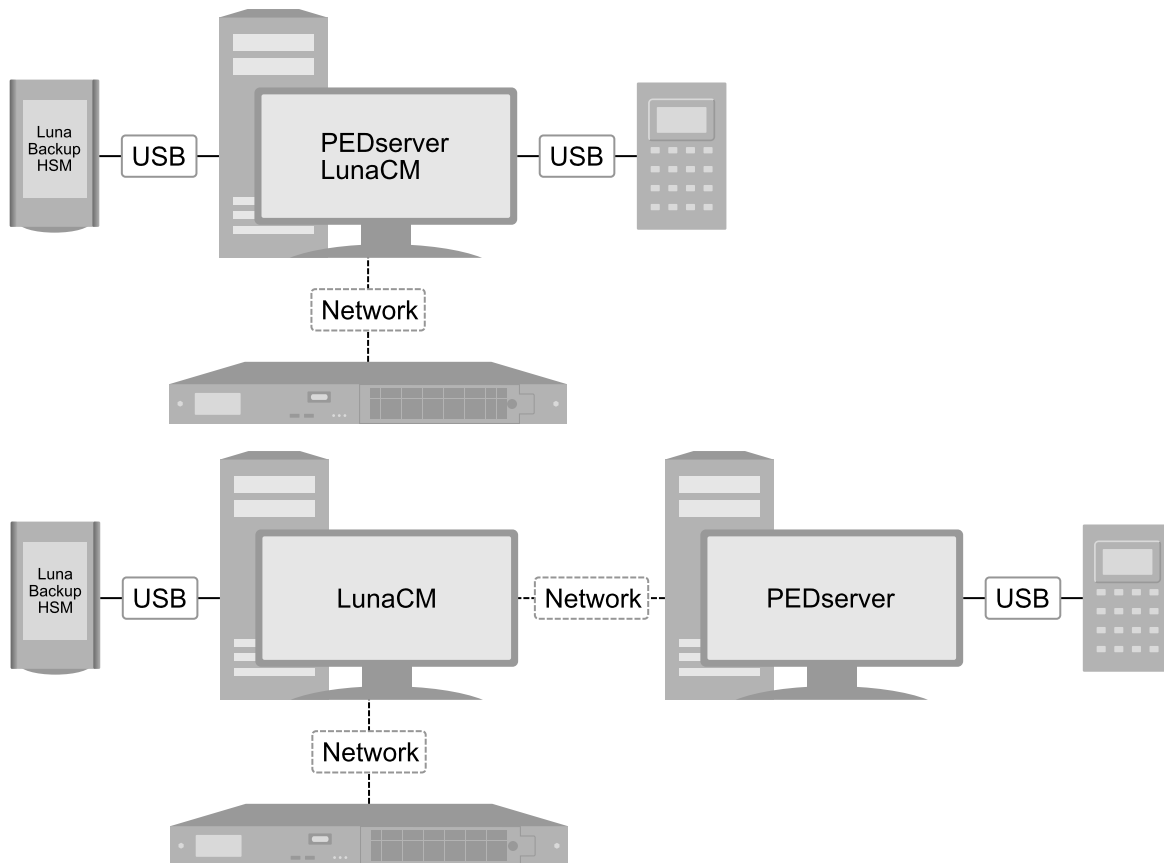 Luna
Backup
HSM
USB
PEDserver
LunaCM
USB
Network
Luna
Backup
HSM
USB
LunaCM
Network
PEDserver
USB
Network